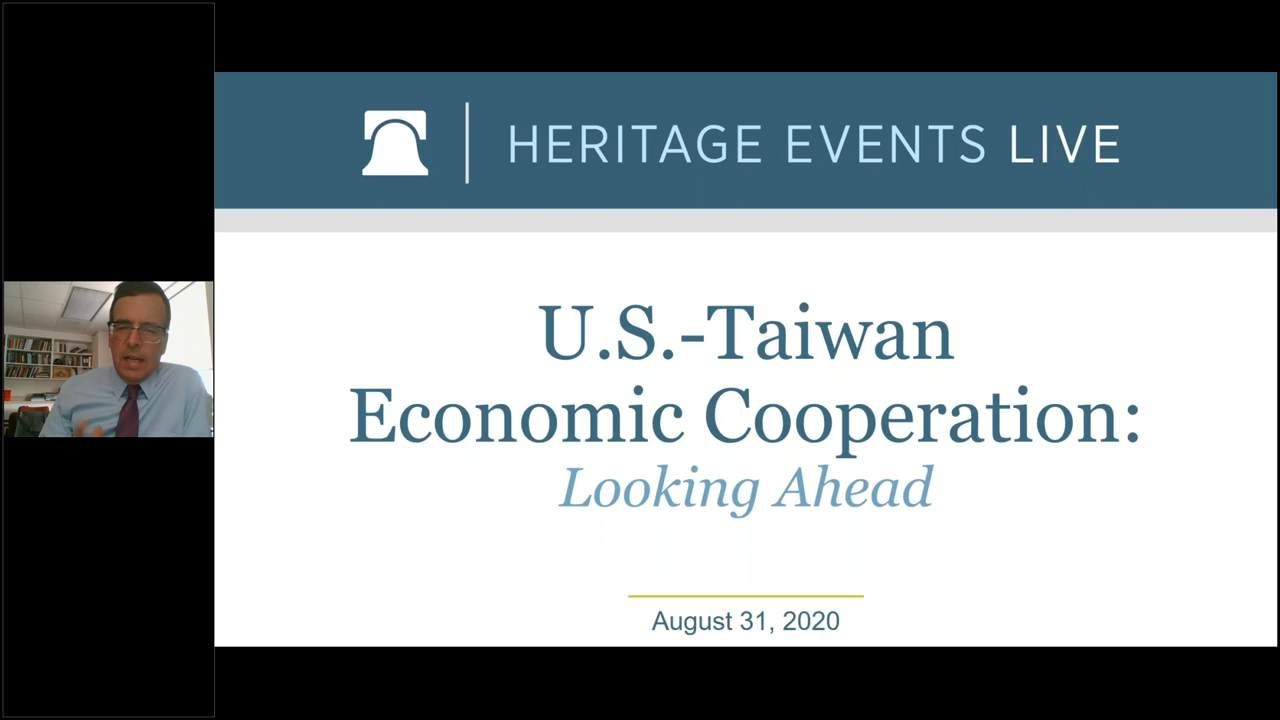 HERITAGE EVENTS LIVE
U.S.-Taiwan
Economic Cooperation:
Looking Ahead
August 31, 2020